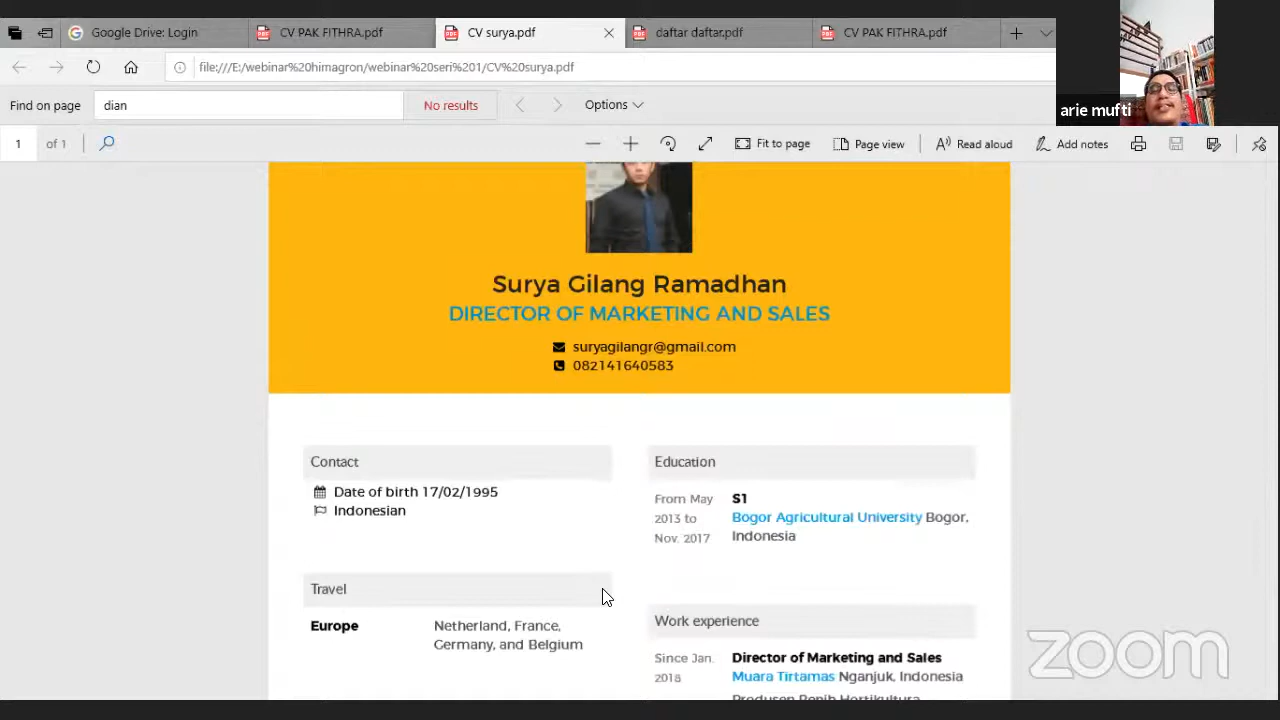 Google Drive: Login
CV PAK FITHRA.pdf
CV surya.pdf
daftar daftar.pdf
CV PAK FITHRA.pdf
file:///E:/webinar%20himagron/webinar%20seri%201/CV%20surya.pdf
Find on page
dian
No results
Options
arie mufti
1 of 1
Fit to page
Page view
Read aloud
Add notes
Surya Gilang Ramadhan
DIRECTOR OF MARKETING AND SALES
suryagilangr@gmail.com
082141640583
Contact
Date of birth 17/02/1995
Indonesian
Travel
Europe
Netherland, France,
Germany, and Belgium
Education
From May
2013 to
Nov. 2017
S1
Bogor Agricultural University Bogor,
Indonesia
Work experience
Since Jan.
2018
Director of Marketing and Sales
Muara Tirtamas Nganjuk, Indonesia
Produsen Benih Hortikultura
zoom